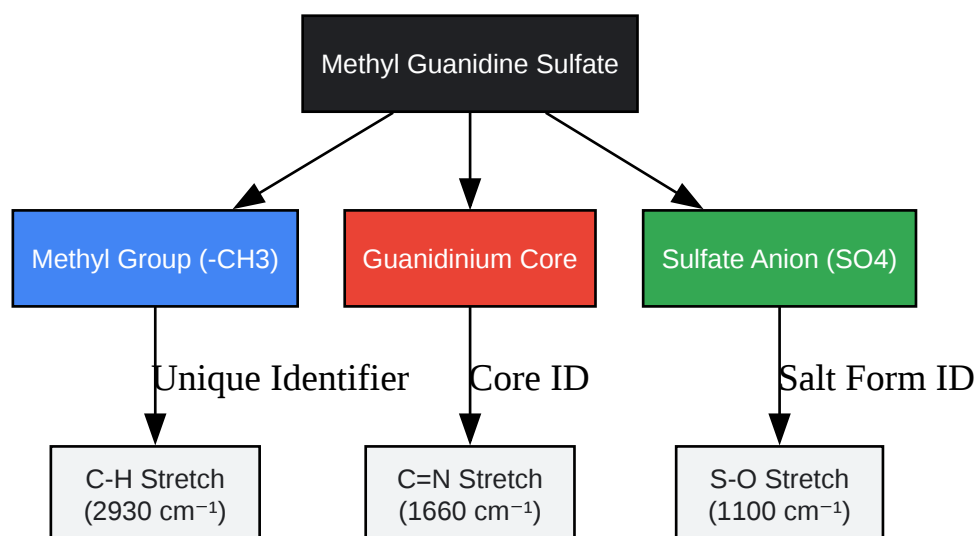 Methyl Guanidine Sulfate
Methyl Group (-CH3)
Guanidinium Core
Sulfate Anion (SO4)
Unique Identifier
Core ID
Salt Form ID
C-H Stretch
(2930 cm⁻¹)
C=N Stretch
(1660 cm⁻¹)
S-O Stretch
(1100 cm⁻¹)